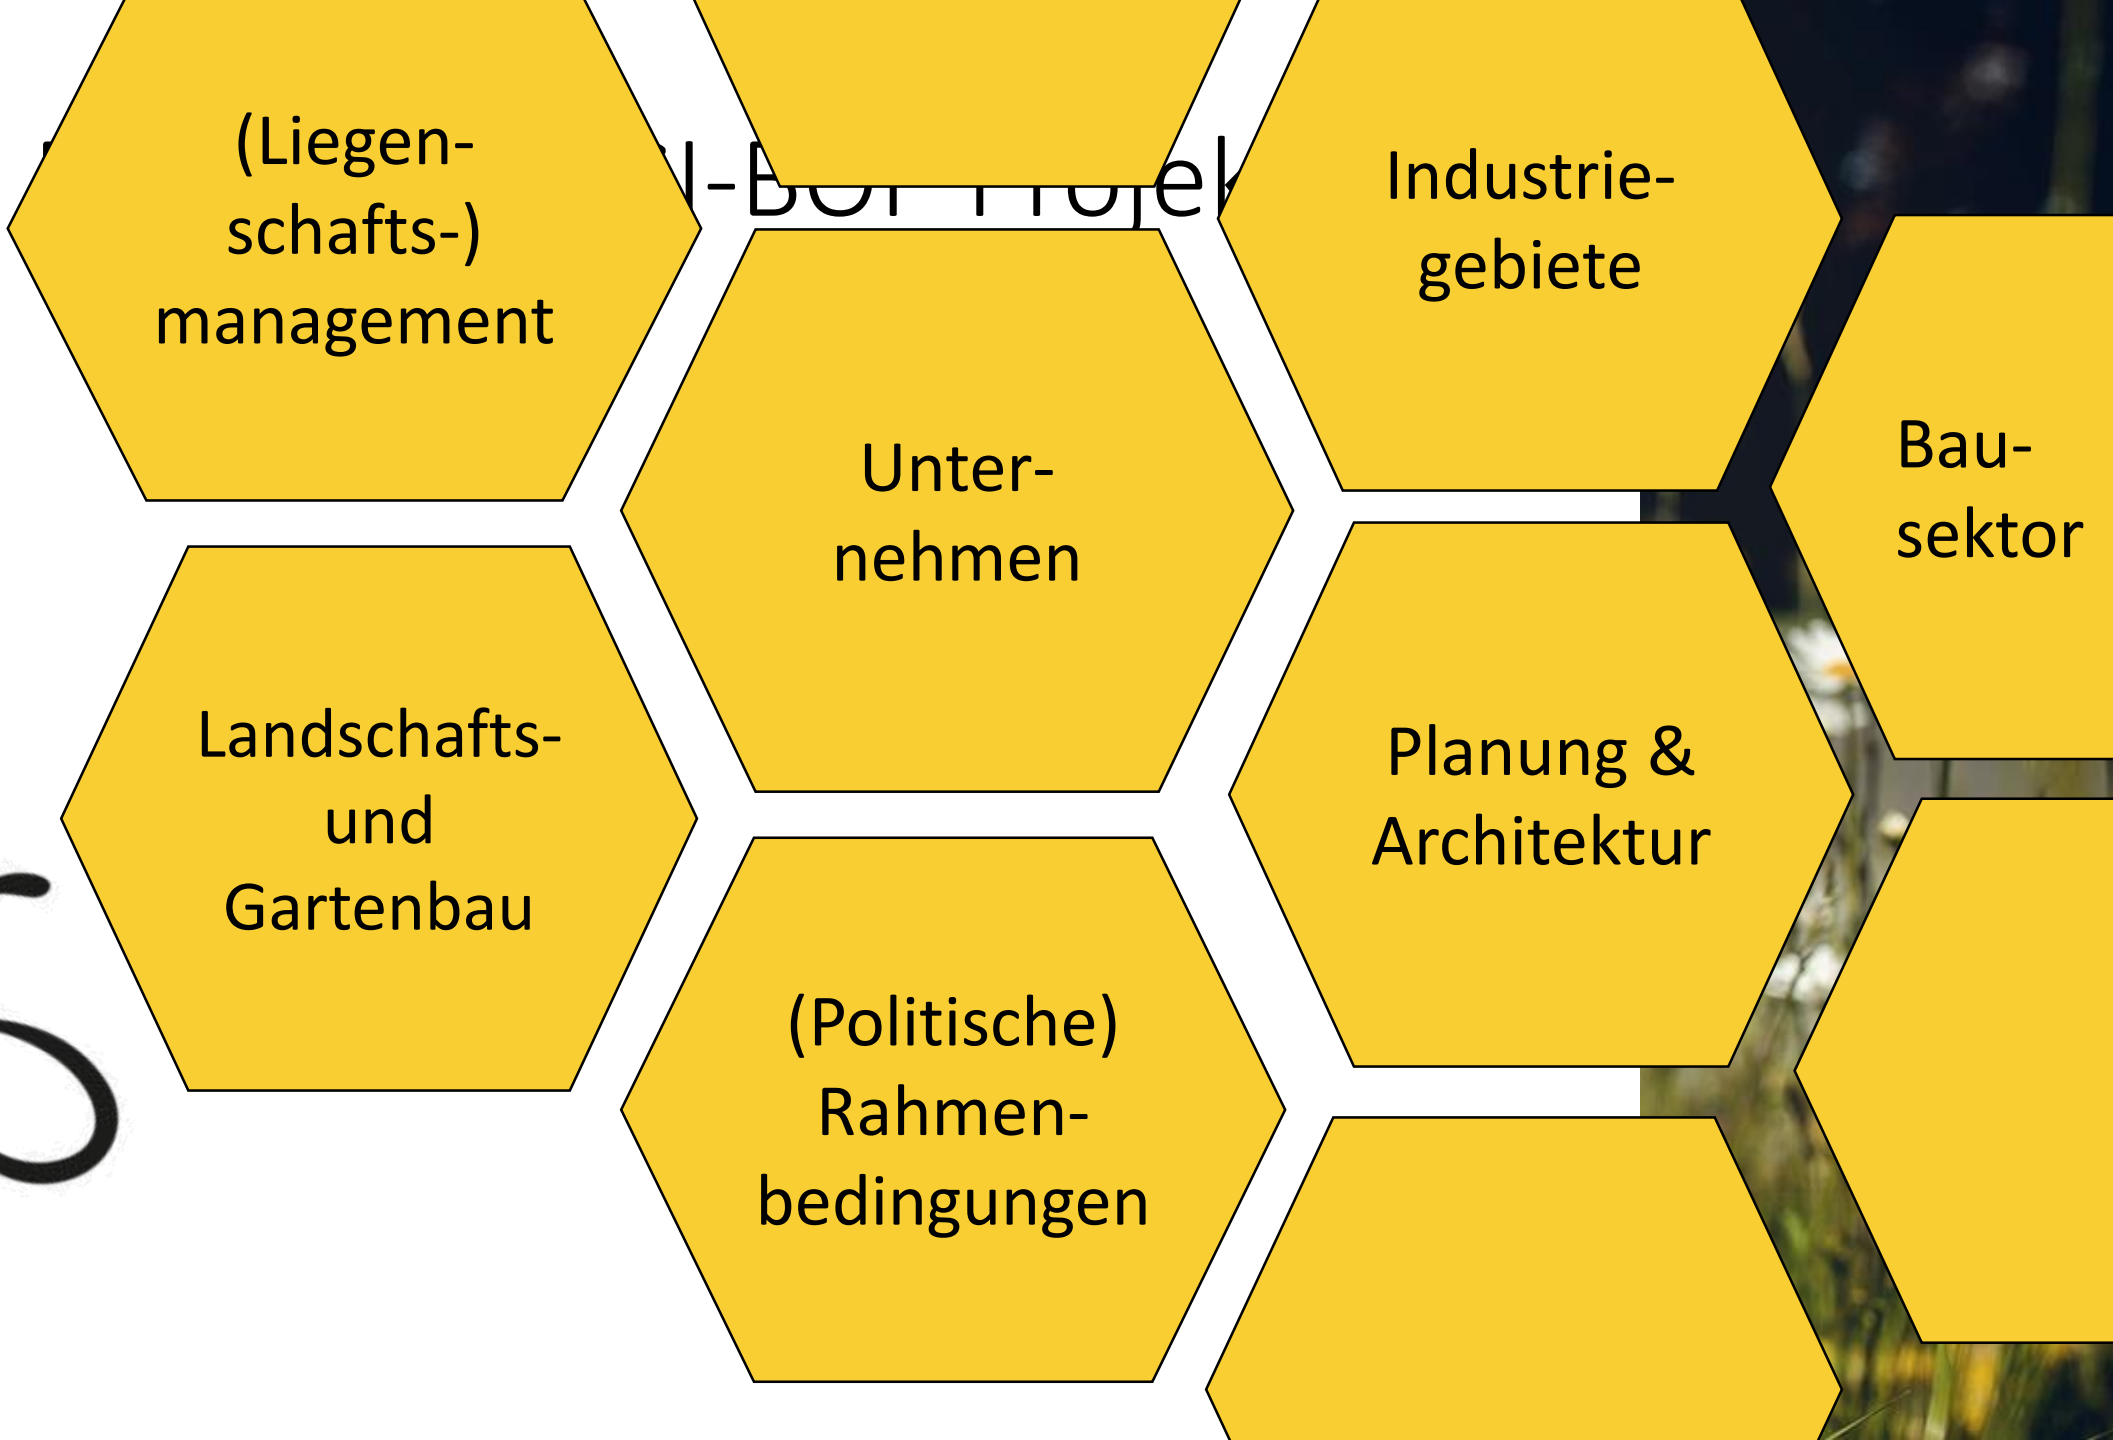 (Liegen-
schafts-)
management
Industrie-
gebiete
Unter-
nehmen
Bau-
sektor
Landschafts-
und
Gartenbau
Planung &
Architektur
(Politische)
Rahmen-
bedingungen